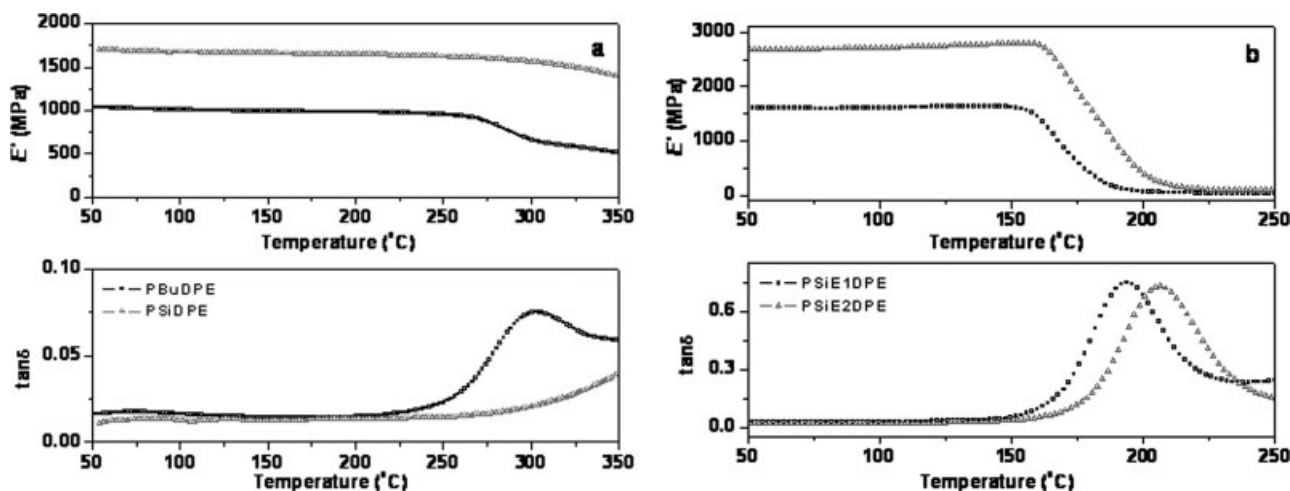 2000
1500
1000
500
0
E' (MPa)
a
50 100 150 200 250 300 350
Temperature (°C)
0.10
0.05
0.00
tanδ
PBuDPE
PSiDPE
50 100 150 200 250 300 350
Temperature (°C)
3000
2000
1000
0
E' (MPa)
b
50 100 150 200 250
Temperature (°C)
0.6
0.3
0.0
tanδ
PSiE1DPE
PSiE2DPE
50 100 150 200 250
Temperature (°C)